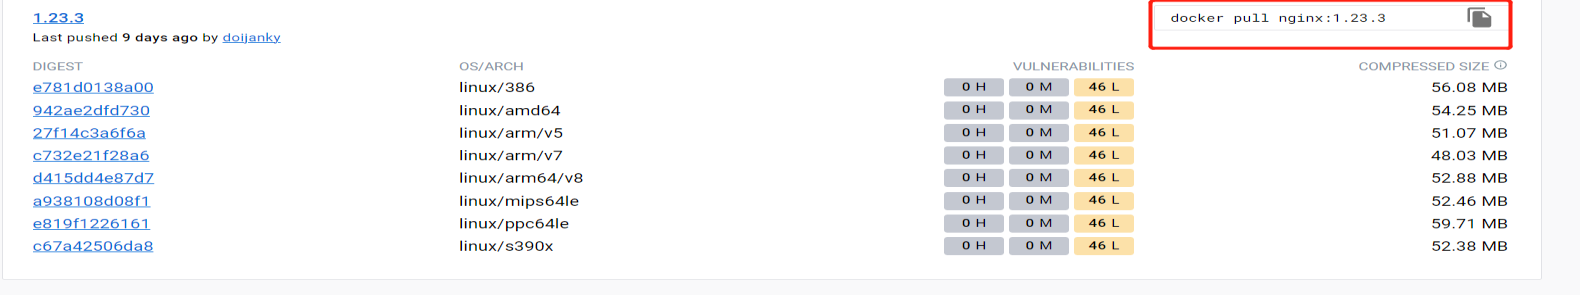 1.23.3
docker pull nginx:1.23.3
Last pushed 9 days ago by doijanky
DIGEST OS/ARCH VULNERABILITIES COMPRESSED SIZE
e781d0138a00 linux/386 0 H 0 M 46 L 56.08 MB
942ae2dfd730 linux/amd64 0 H 0 M 46 L 54.25 MB
27f14c3a6f6a linux/arm/v5 0 H 0 M 46 L 51.07 MB
c732e21f28a6 linux/arm/v7 0 H 0 M 46 L 48.03 MB
d415dd4e87d7 linux/arm64/v8 0 H 0 M 46 L 52.88 MB
a938108d08f1 linux/mips64le 0 H 0 M 46 L 52.46 MB
e819f1226161 linux/ppc64le 0 H 0 M 46 L 59.71 MB
c67a42506da8 linux/s390x 0 H 0 M 46 L 52.38 MB